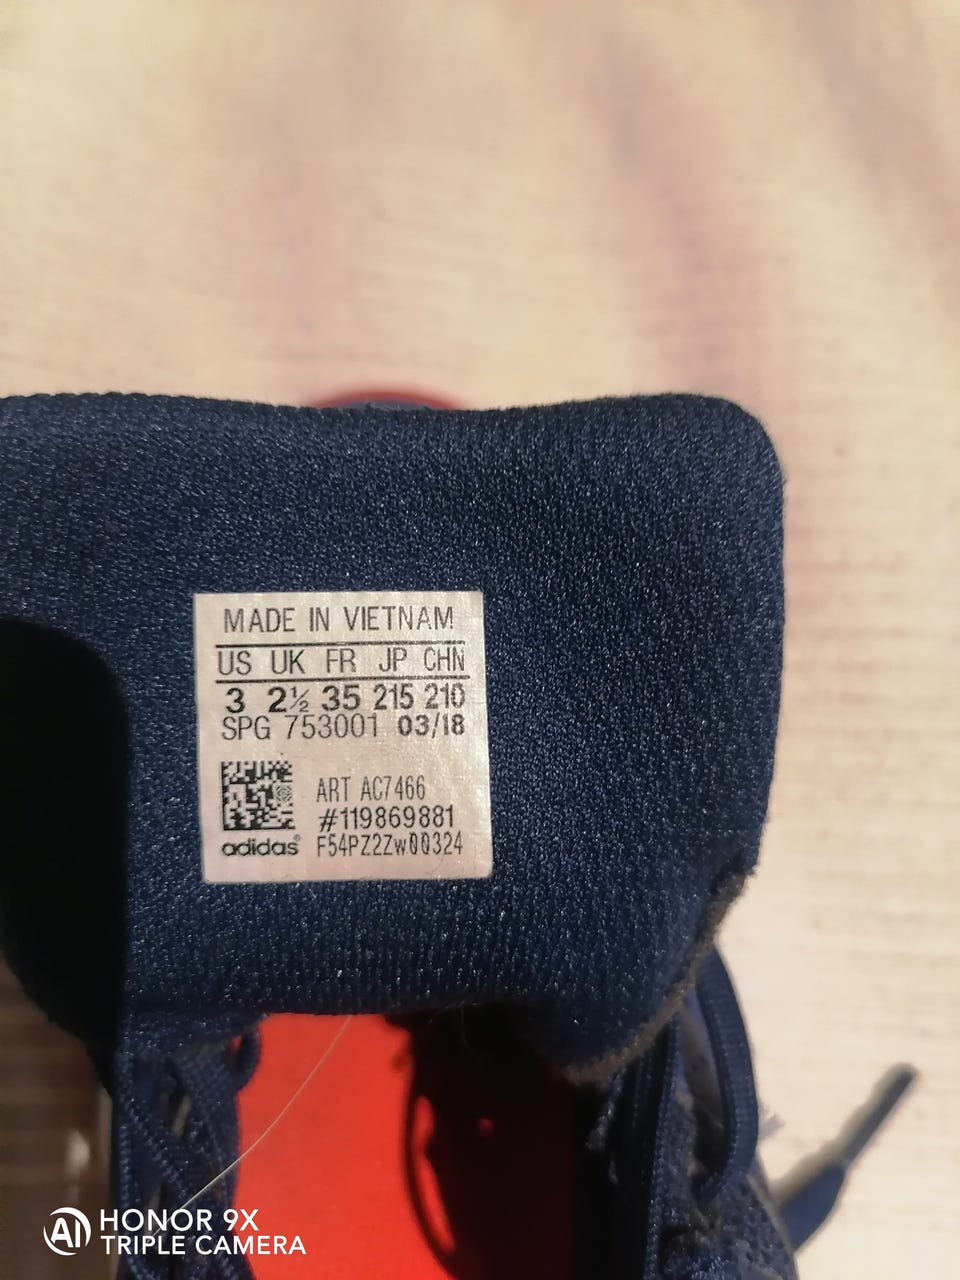 MADE IN VIETNAM
US UK FR JP CHN
3 2½ 35 215 210
SPG 753001 03/18
ART AC7466
#119869881
adidas® F54PZ2Zw00324
HONOR 9X
TRIPLE CAMERA